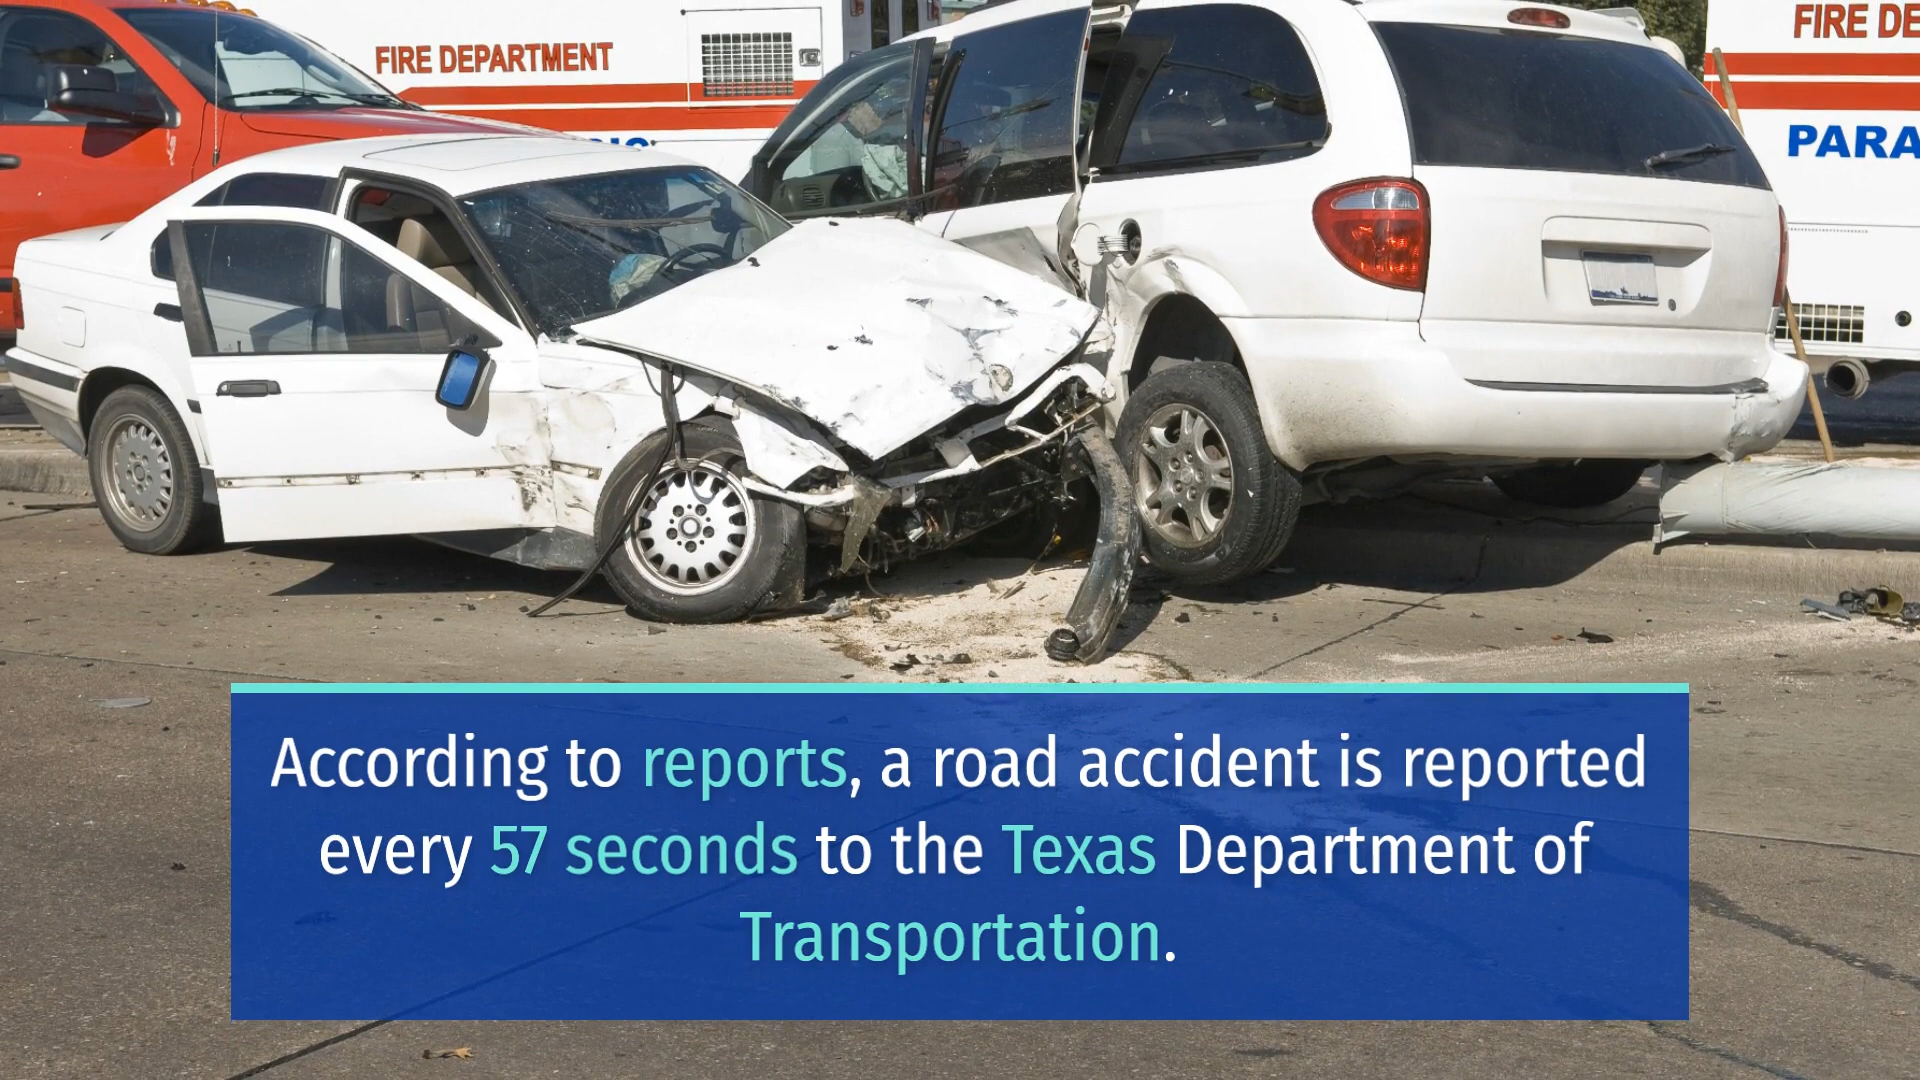 FIRE DEPARTMENT
FIRE DE
PARA
According to reports, a road accident is reported
every 57 seconds to the Texas Department of
Transportation.